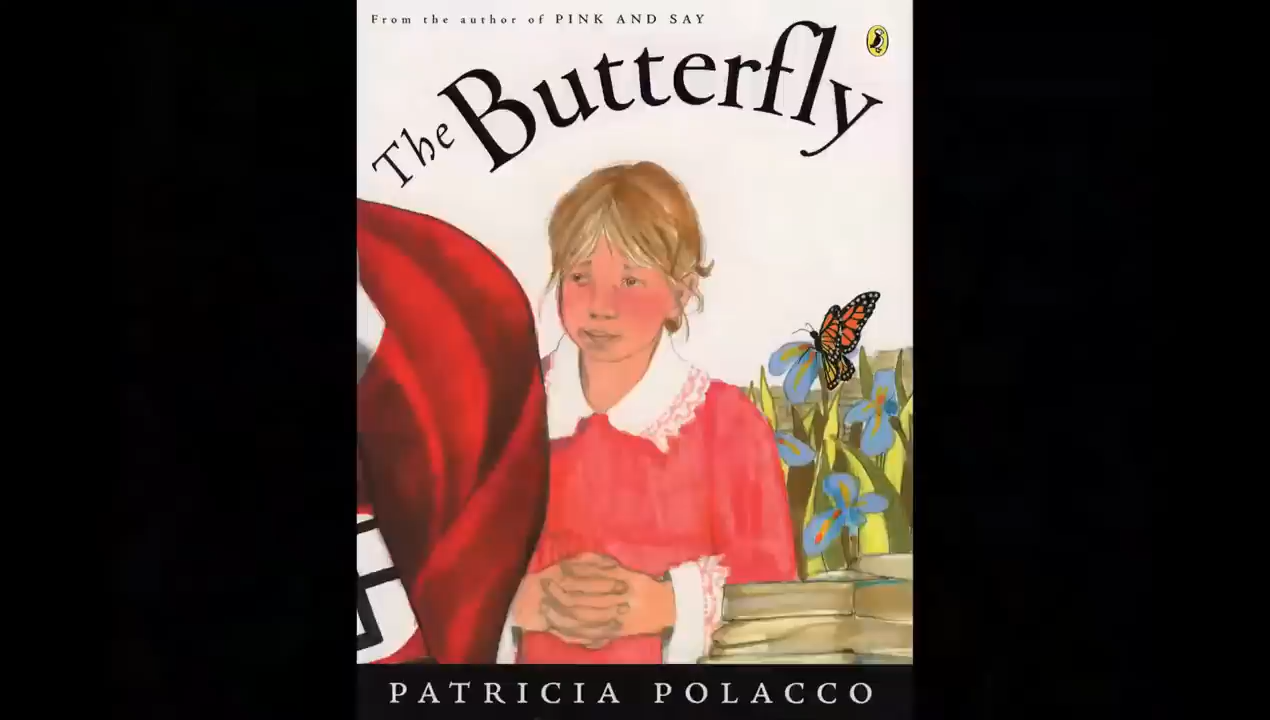 From the author of PINK AND SAY
The Butterfly
PATRICIA POLACCO